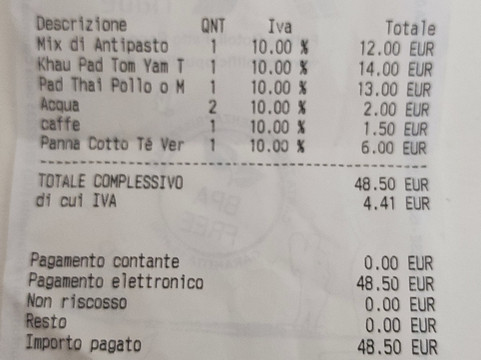 Descrizione QNT Iva Totale
Mix di Antipasto 1 10.00 % 12.00 EUR
Khau Pad Tom Yam T 1 10.00 % 14.00 EUR
Pad Thai Pollo o M 1 10.00 % 13.00 EUR
Acqua 2 10.00 % 2.00 EUR
caffe 1 10.00 % 1.50 EUR
Panna Cotto Tè Ver 1 10.00 % 6.00 EUR
TOTALE COMPLESSIVO 48.50 EUR
di cui IVA 4.41 EUR
Pagamento contante 0.00 EUR
Pagamento elettronico 48.50 EUR
Non riscosso 0.00 EUR
Resto 0.00 EUR
Importo pagato 48.50 EUR